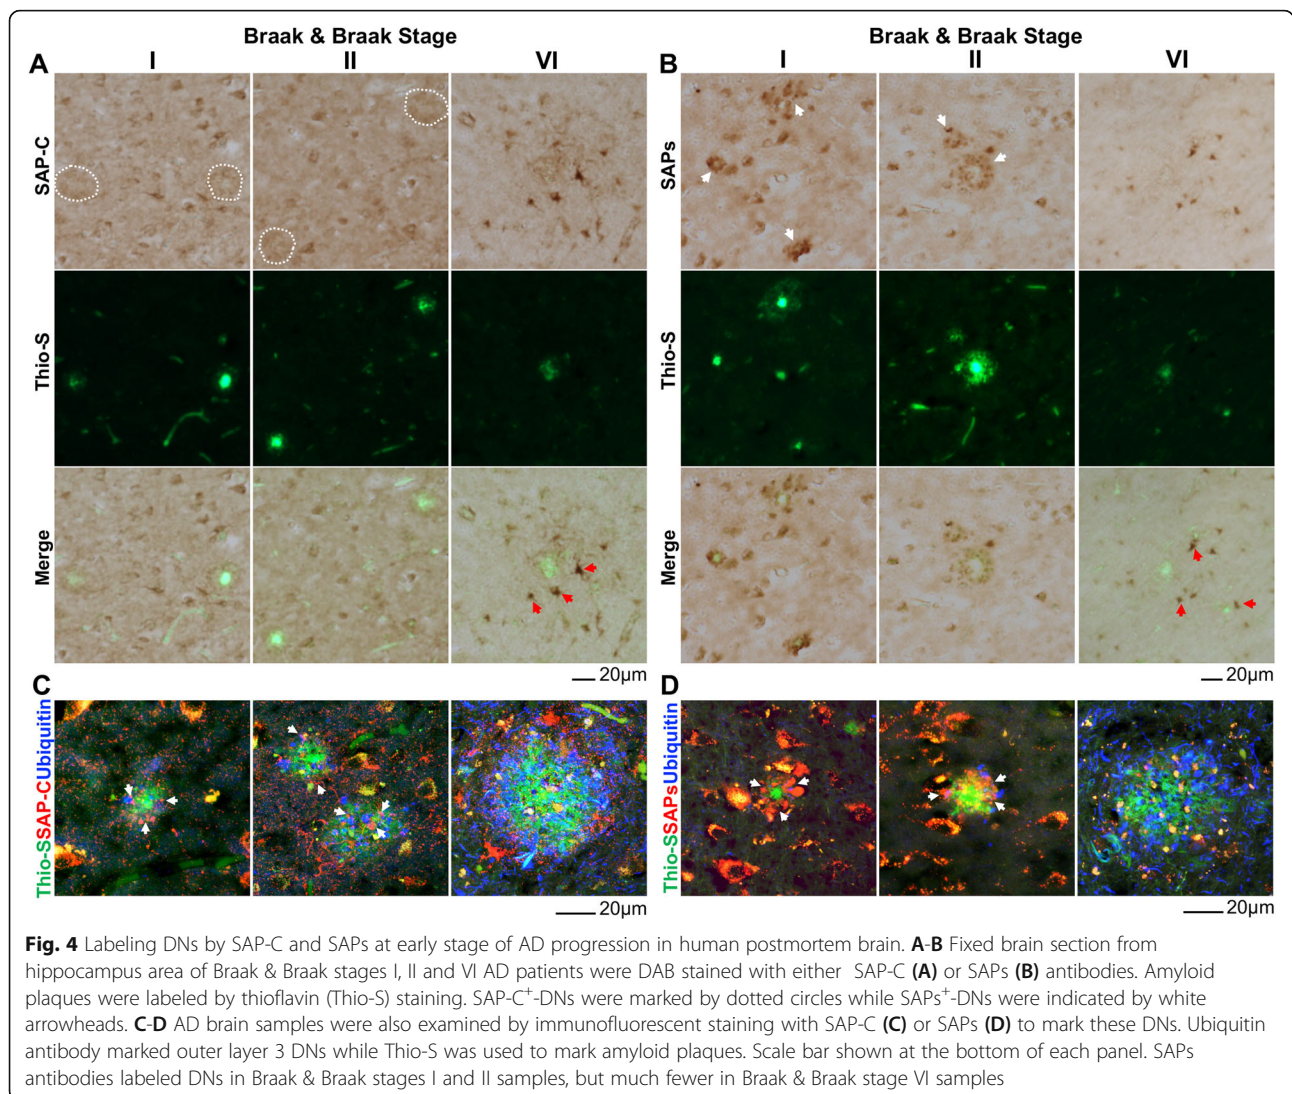 Braak & Braak Stage
A I II VI
SAP-C
Thio-S
Merge
20μm
Braak & Braak Stage
B I II VI
SAPs
Thio-S
Merge
20μm
C
Thio-SSAP-CUbiquitin
20μm
D
Thio-SSAPsUbiquitin
20μm
Fig. 4 Labeling DNs by SAP-C and SAPs at early stage of AD progression in human postmortem brain. A-B Fixed brain section from
hippocampus area of Braak & Braak stages I, II and VI AD patients were DAB stained with either SAP-C (A) or SAPs (B) antibodies. Amyloid
plaques were labeled by thioflavin (Thio-S) staining. SAP-C⁺-DNs were marked by dotted circles while SAPs⁺-DNs were indicated by white
arrowheads. C-D AD brain samples were also examined by immunofluorescent staining with SAP-C (C) or SAPs (D) to mark these DNs. Ubiquitin
antibody marked outer layer 3 DNs while Thio-S was used to mark amyloid plaques. Scale bar shown at the bottom of each panel. SAPs
antibodies labeled DNs in Braak & Braak stages I and II samples, but much fewer in Braak & Braak stage VI samples